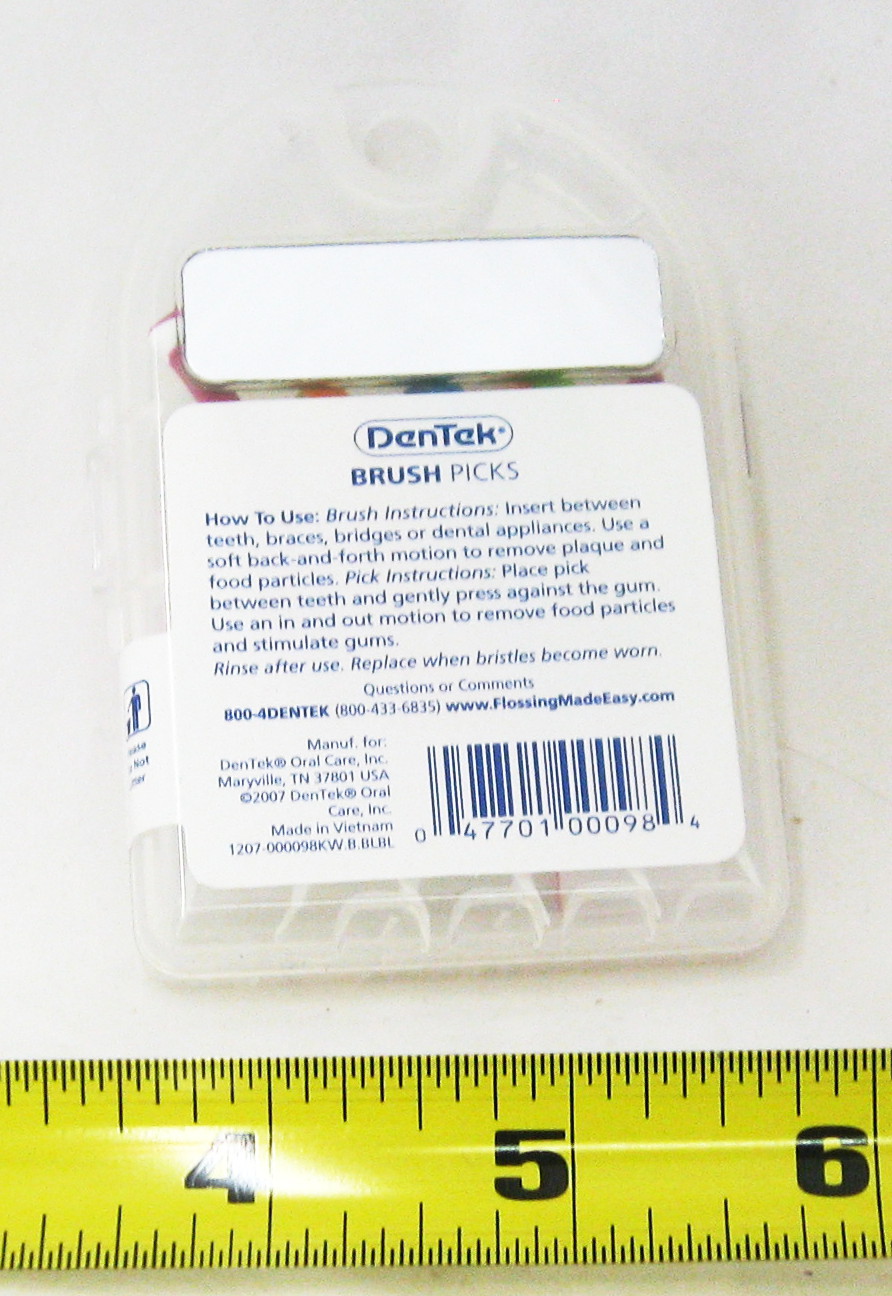 DenTek®
BRUSH PICKS
How To Use: Brush Instructions: Insert between
teeth, braces, bridges or dental appliances. Use a
soft back-and-forth motion to remove plaque and
food particles. Pick Instructions: Place pick
between teeth and gently press against the gum.
Use an in and out motion to remove food particles
and stimulate gums.
Rinse after use. Replace when bristles become worn.
Questions or Comments
800-4DENTEK (800-433-6835) www.FlossingMadeEasy.com
Manuf. for:
DenTek® Oral Care, Inc.
Maryville, TN 37801 USA
©2007 DenTek® Oral
Care, Inc.
Made in Vietnam
1207-000098KW.B.BLBL
0 47701 00098 4
Not
4 5 6